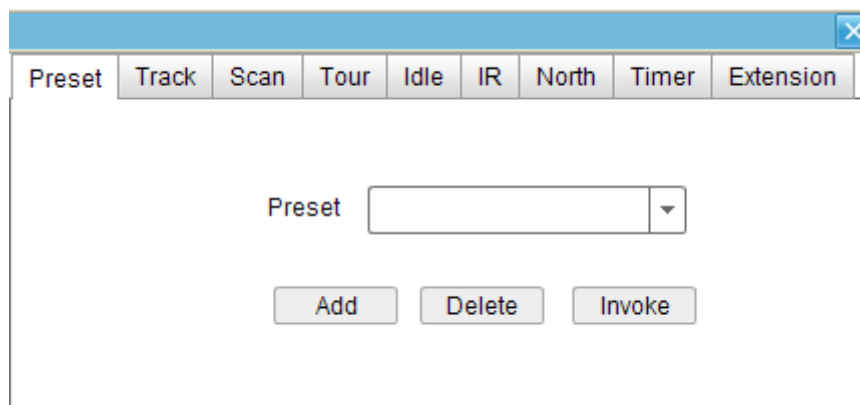 Preset Track Scan Tour Idle IR North Timer Extension
Preset
Add Delete Invoke